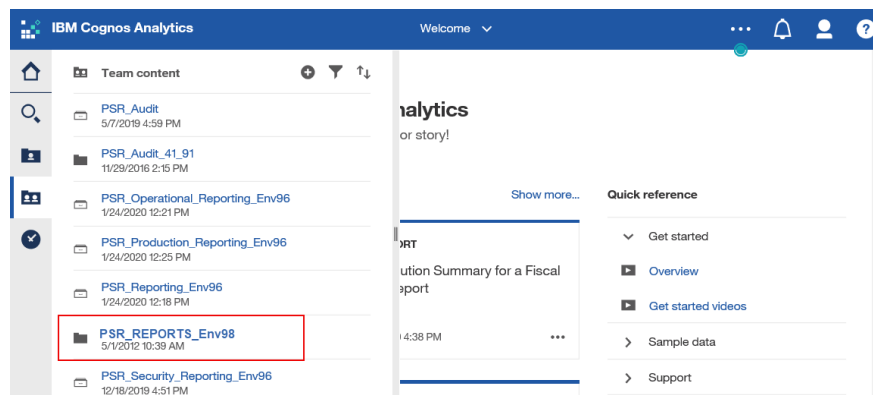 IBM Cognos Analytics
Welcome
?
Team content
PSR_Audit
5/7/2019 4:59 PM
PSR_Audit_41_91
11/29/2016 2:15 PM
PSR_Operational_Reporting_Env96
1/24/2020 12:21 PM
PSR_Production_Reporting_Env96
1/24/2020 12:25 PM
PSR_Reporting_Env96
1/24/2020 12:18 PM
PSR_REPORTS_Env98
5/1/2012 10:39 AM
PSR_Security_Reporting_Env96
12/18/2019 4:51 PM
nalytics
or story!
Show more...
ORT
ution Summary for a Fiscal
eport
4:38 PM
Quick reference
Get started
Overview
Get started videos
Sample data
Support